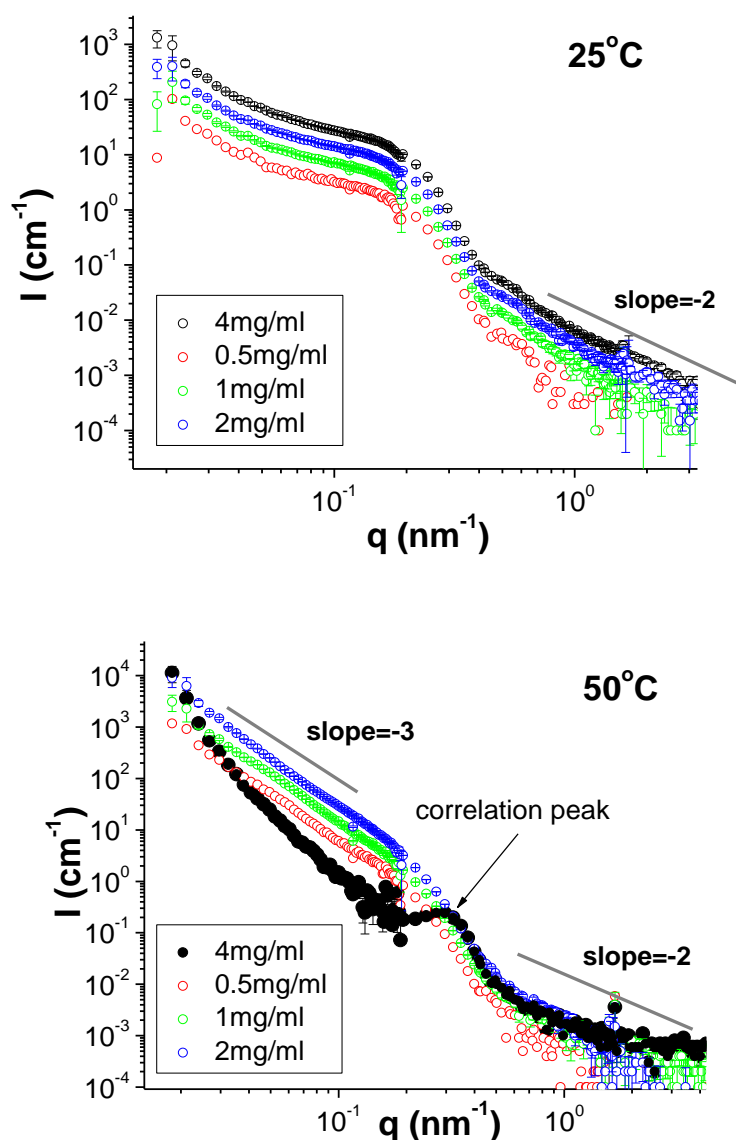 25°C
I (cm⁻¹)
10³
10²
10¹
10⁰
10⁻¹
10⁻²
10⁻³
10⁻⁴
slope=-2
4mg/ml
0.5mg/ml
1mg/ml
2mg/ml
10⁻¹ 10⁰
q (nm⁻¹)
50°C
I (cm⁻¹)
10⁴
10³
10²
10¹
10⁰
10⁻¹
10⁻²
10⁻³
10⁻⁴
slope=-3
correlation peak
slope=-2
4mg/ml
0.5mg/ml
1mg/ml
2mg/ml
10⁻¹ 10⁰
q (nm⁻¹)